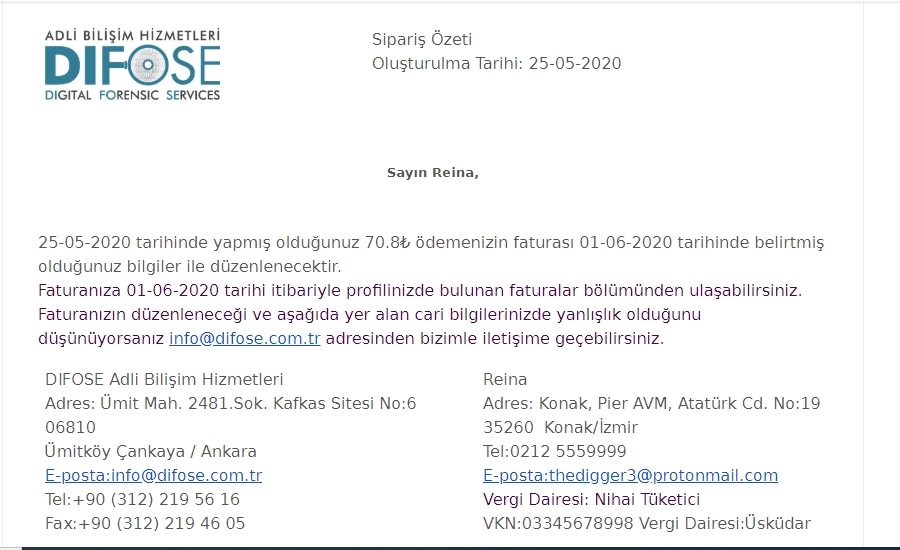 ADLİ BİLİŞİM HİZMETLERİ
DIFOSE
DIGITAL FORENSIC SERVICES
Sipariş Özeti
Oluşturulma Tarihi: 25-05-2020
Sayın Reina,
25-05-2020 tarihinde yapmış olduğunuz 70.8₺ ödemenizin faturası 01-06-2020 tarihinde belirtmiş
olduğunuz bilgiler ile düzenlenecektir.
Faturanıza 01-06-2020 tarihi itibariyle profilinizde bulunan faturalar bölümünden ulaşabilirsiniz.
Faturanızın düzenleneceği ve aşağıda yer alan cari bilgilerinizde yanlışlık olduğunu
düşünüyorsanız info@difose.com.tr adresinden bizimle iletişime geçebilirsiniz.
DIFOSE Adli Bilişim Hizmetleri
Adres: Ümit Mah. 2481.Sok. Kafkas Sitesi No:6
06810
Ümitköy Çankaya / Ankara
E-posta:info@difose.com.tr
Tel:+90 (312) 219 56 16
Fax:+90 (312) 219 46 05
Reina
Adres: Konak, Pier AVM, Atatürk Cd. No:19
35260  Konak/İzmir
Tel:0212 5559999
E-posta:thedigger3@protonmail.com
Vergi Dairesi: Nihai Tüketici
VKN:03345678998 Vergi Dairesi:Üsküdar